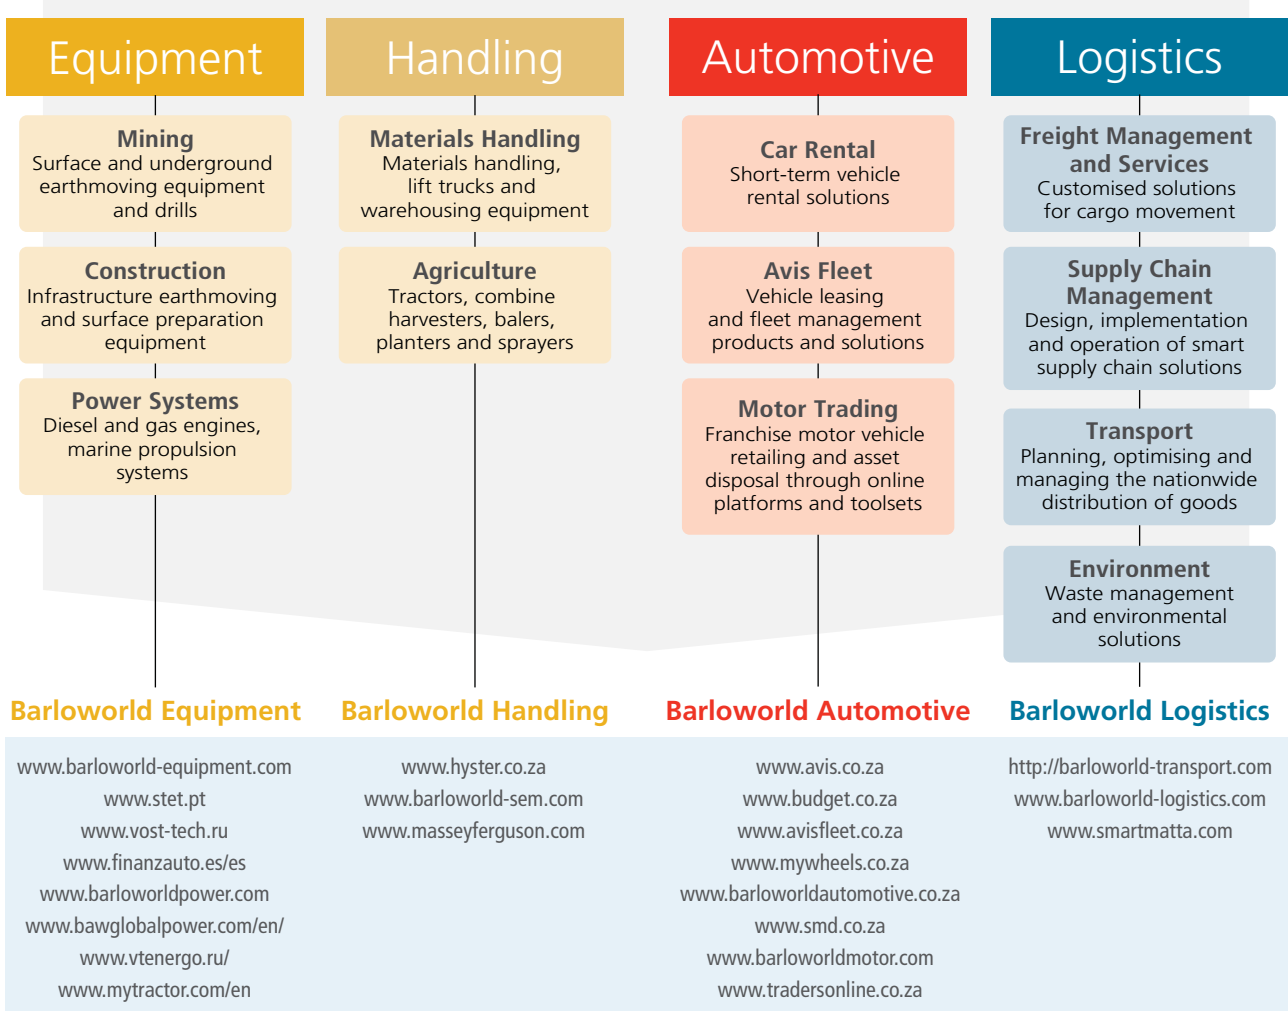 Equipment
Mining
Surface and underground
earthmoving equipment
and drills
Construction
Infrastructure earthmoving
and surface preparation
equipment
Power Systems
Diesel and gas engines,
marine propulsion
systems
Barloworld Equipment
www.barloworld-equipment.com
www.stet.pt
www.vost-tech.ru
www.finanzauto.es/es
www.barloworldpower.com
www.bawglobalpower.com/en/
www.vtenergo.ru/
www.mytractor.com/en
Handling
Materials Handling
Materials handling,
lift trucks and
warehousing equipment
Agriculture
Tractors, combine
harvesters, balers,
planters and sprayers
Barloworld Handling
www.hyster.co.za
www.barloworld-sem.com
www.masseyferguson.com
Automotive
Car Rental
Short-term vehicle
rental solutions
Avis Fleet
Vehicle leasing
and fleet management
products and solutions
Motor Trading
Franchise motor vehicle
retailing and asset
disposal through online
platforms and toolsets
Barloworld Automotive
www.avis.co.za
www.budget.co.za
www.avisfleet.co.za
www.mywheels.co.za
www.barloworldautomotive.co.za
www.smd.co.za
www.barloworldmotor.com
www.tradersonline.co.za
Logistics
Freight Management
and Services
Customised solutions
for cargo movement
Supply Chain
Management
Design, implementation
and operation of smart
supply chain solutions
Transport
Planning, optimising and
managing the nationwide
distribution of goods
Environment
Waste management
and environmental
solutions
Barloworld Logistics
http://barloworld-transport.com
www.barloworld-logistics.com
www.smartmatta.com